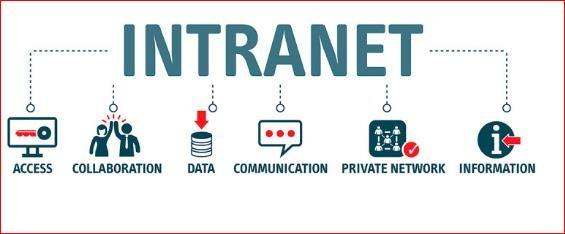 INTRANET
ACCESS COLLABORATION DATA COMMUNICATION PRIVATE NETWORK INFORMATION